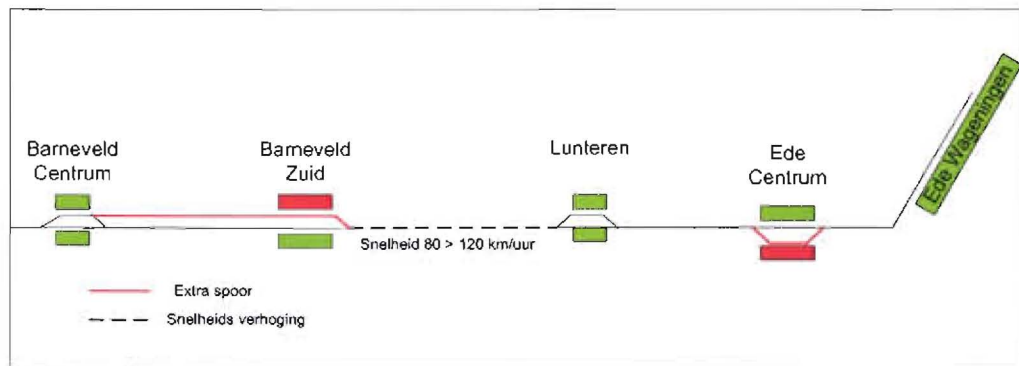 Barneveld
Centrum
Barneveld
Zuid
Lunteren
Ede
Centrum
Ede Wageningen
Snelheid 80 > 120 km/uur
Extra spoor
Snelheids verhoging